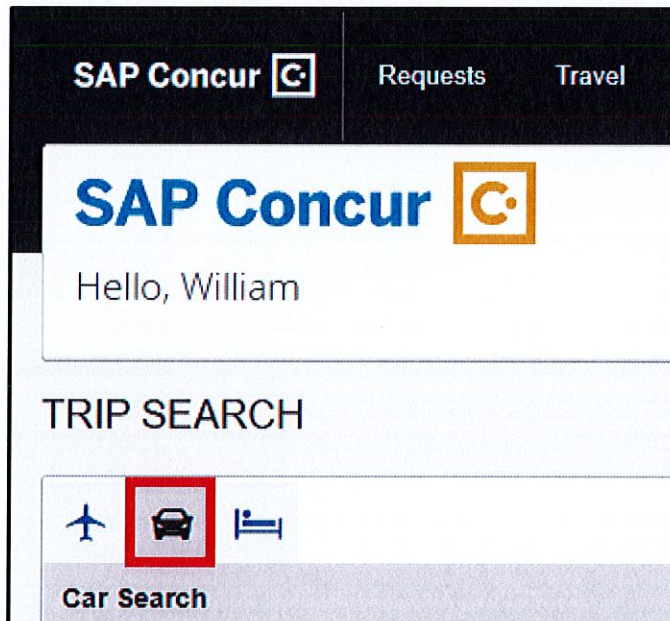 SAP Concur C Requests Travel
SAP Concur C
Hello, William
TRIP SEARCH
Car Search